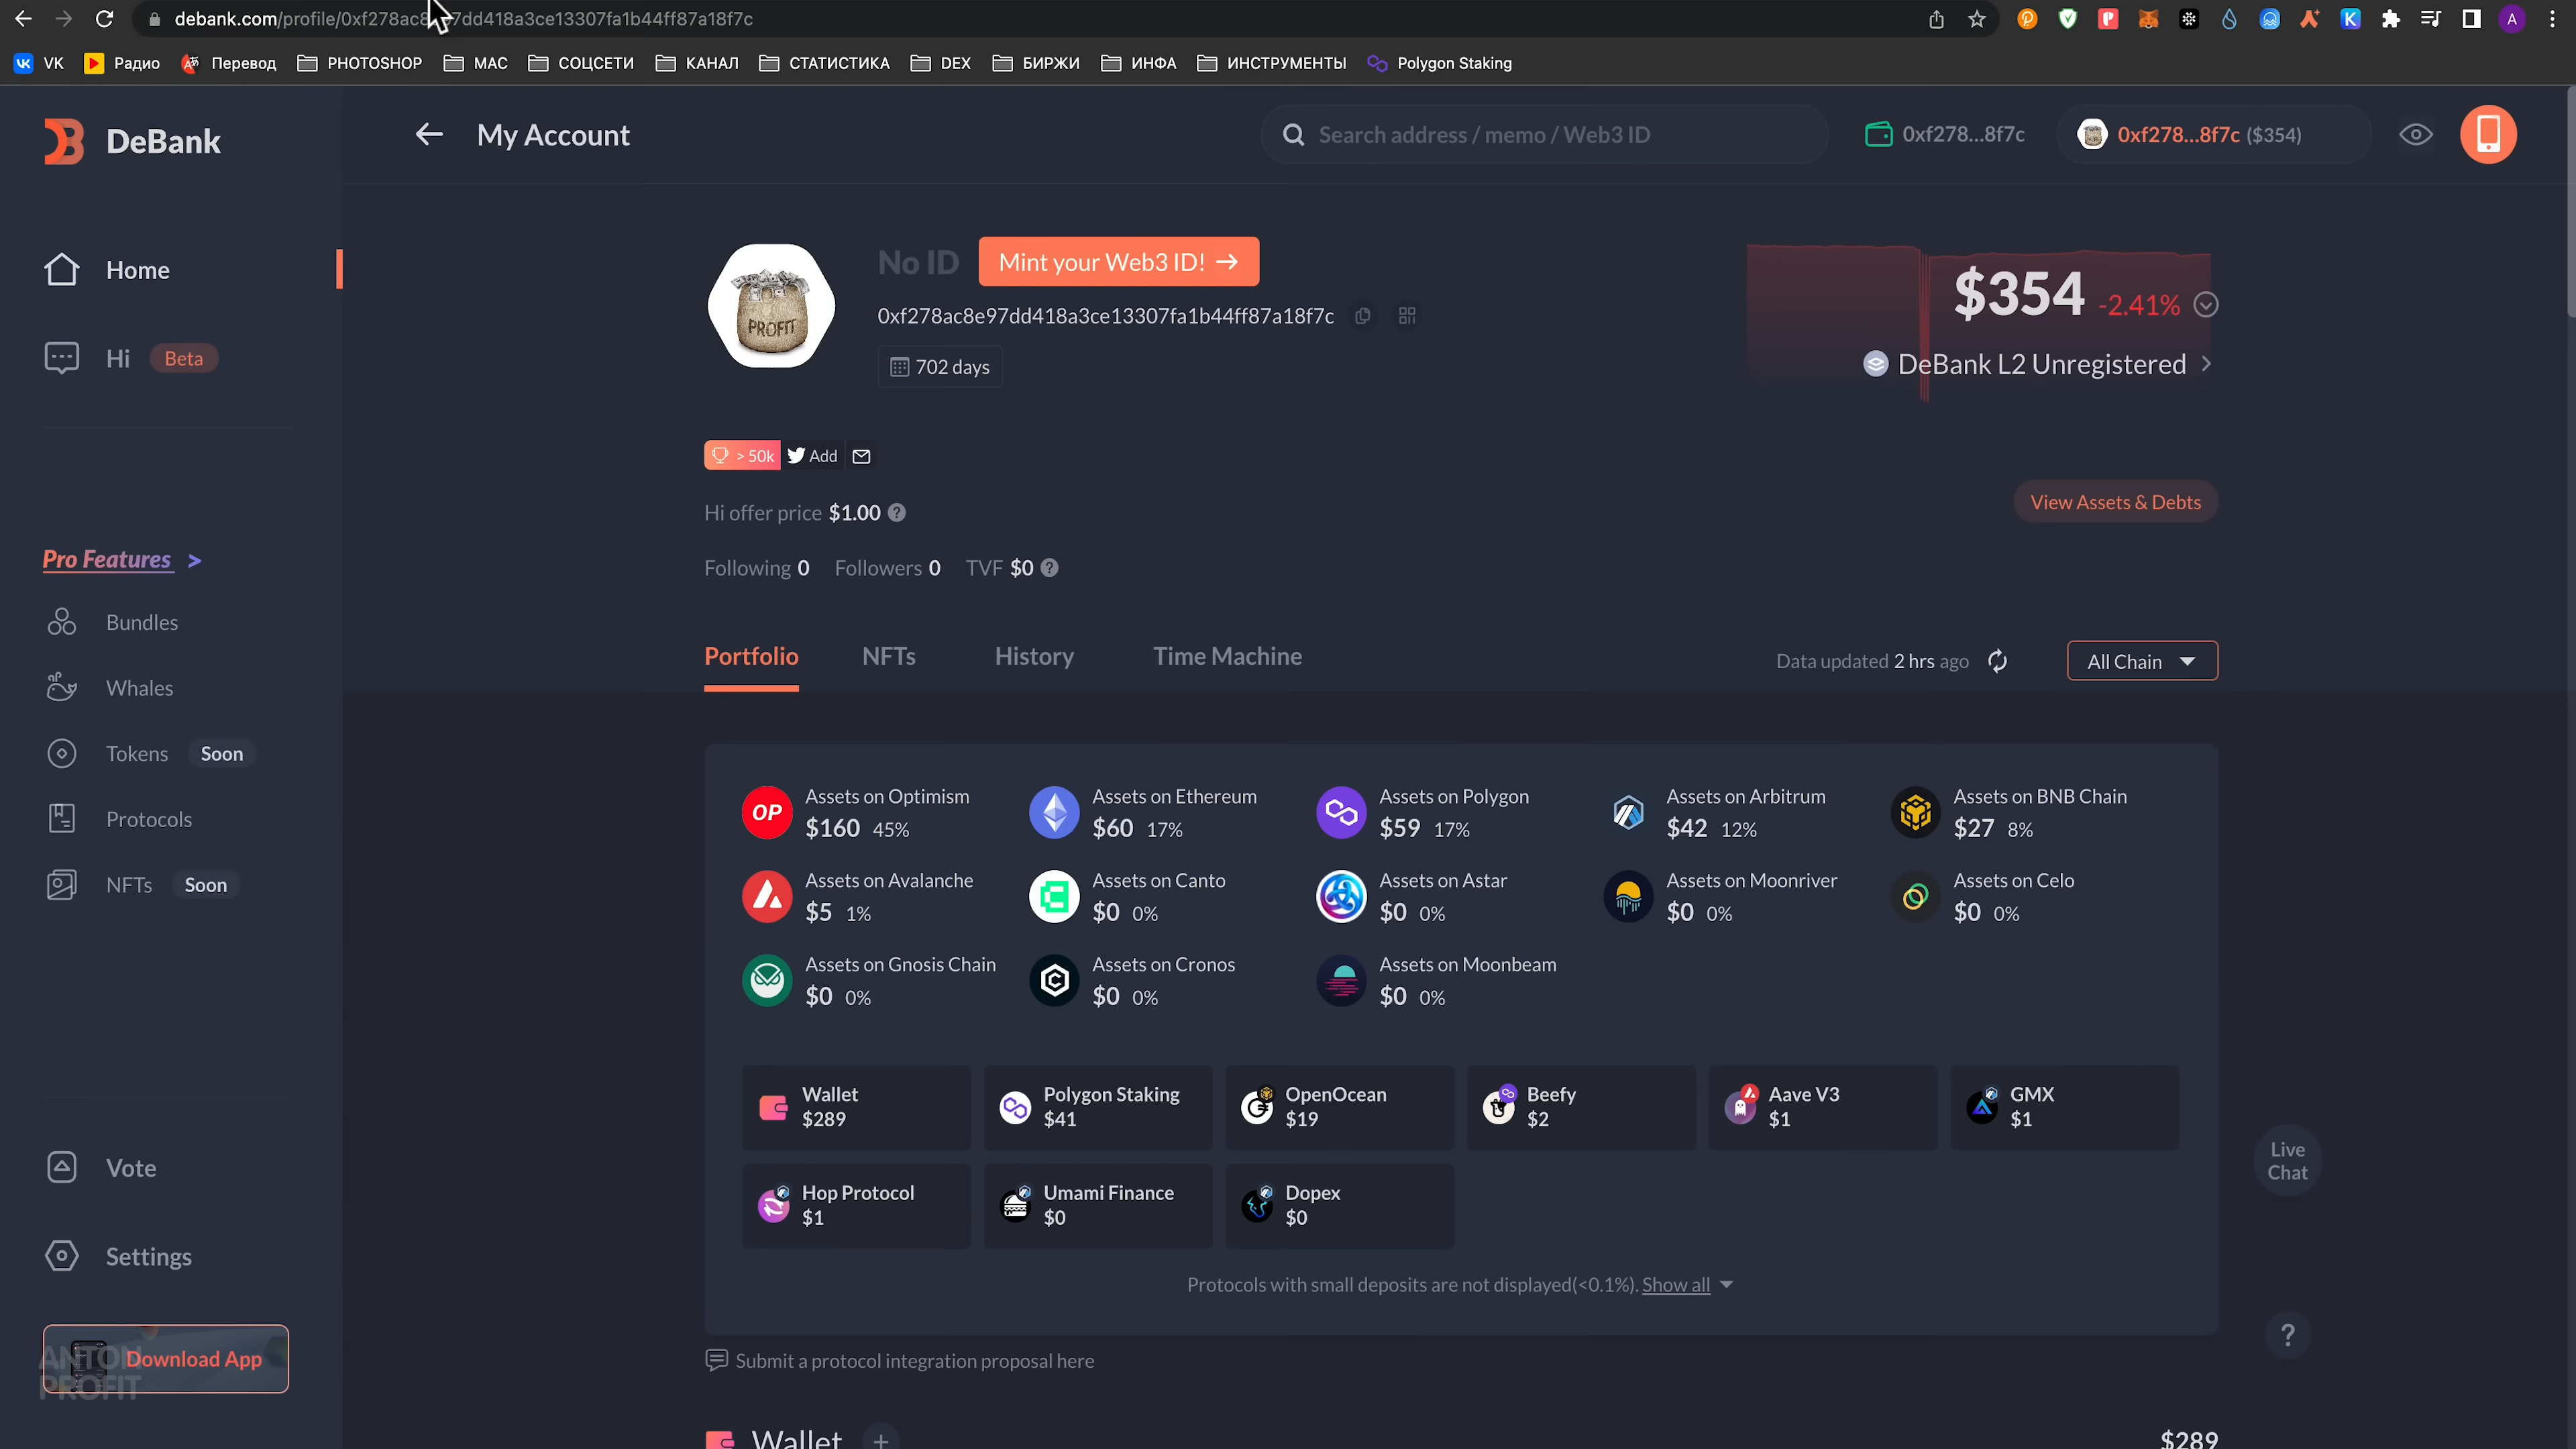 debank.com/profile/0xf278ac8e97dd418a3ce13307fa1b44ff87a18f7c
A
VK Радио Перевод PHOTOSHOP MAC СОЦСЕТИ КАНАЛ СТАТИСТИКА DEX БИРЖИ ИНФА ИНСТРУМЕНТЫ Polygon Staking
DeBank
My Account
Search address / memo / Web3 ID
0xf278...8f7c
0xf278...8f7c ($354)
Home
Hi Beta
Pro Features >
Bundles
Whales
Tokens Soon
Protocols
NFTs Soon
Vote
Settings
Download App
ANTON
PROFIT
PROFIT
No ID
Mint your Web3 ID! →
0xf278ac8e97dd418a3ce13307fa1b44ff87a18f7c
702 days
$354 -2.41%
DeBank L2 Unregistered
> 50k Add
Hi offer price $1.00 ?
View Assets & Debts
Following 0 Followers 0 TVF $0 ?
Portfolio NFTs History Time Machine
Data updated 2 hrs ago
All Chain
OP
Assets on Optimism
$160 45%
Assets on Ethereum
$60 17%
Assets on Polygon
$59 17%
Assets on Arbitrum
$42 12%
Assets on BNB Chain
$27 8%
Assets on Avalanche
$5 1%
Assets on Canto
$0 0%
Assets on Astar
$0 0%
Assets on Moonriver
$0 0%
Assets on Celo
$0 0%
Assets on Gnosis Chain
$0 0%
Assets on Cronos
$0 0%
Assets on Moonbeam
$0 0%
Wallet
$289
Polygon Staking
$41
OpenOcean
$19
Beefy
$2
Aave V3
$1
GMX
$1
Hop Protocol
$1
Umami Finance
$0
Dopex
$0
Protocols with small deposits are not displayed(<0.1%). Show all
Submit a protocol integration proposal here
Wallet +
$289
Live
Chat
?